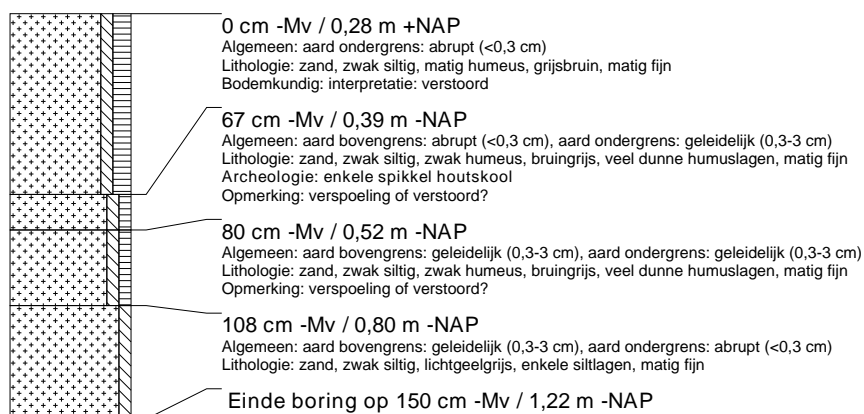 0 cm -Mv / 0,28 m +NAP
Algemeen: aard ondergrens: abrupt (<0,3 cm)
Lithologie: zand, zwak siltig, matig humeus, grijsbruin, matig fijn
Bodemkundig: interpretatie: verstoord
67 cm -Mv / 0,39 m -NAP
Algemeen: aard bovengrens: abrupt (<0,3 cm), aard ondergrens: geleidelijk (0,3-3 cm)
Lithologie: zand, zwak siltig, zwak humeus, bruingrijs, veel dunne humuslagen, matig fijn
Archeologie: enkele spikkel houtskool
Opmerking: verspoeling of verstoord?
80 cm -Mv / 0,52 m -NAP
Algemeen: aard bovengrens: geleidelijk (0,3-3 cm), aard ondergrens: geleidelijk (0,3-3 cm)
Lithologie: zand, zwak siltig, zwak humeus, bruingrijs, veel dunne humuslagen, matig fijn
Opmerking: verspoeling of verstoord?
108 cm -Mv / 0,80 m -NAP
Algemeen: aard bovengrens: geleidelijk (0,3-3 cm), aard ondergrens: abrupt (<0,3 cm)
Lithologie: zand, zwak siltig, lichtgeelgrijs, enkele siltlagen, matig fijn
Einde boring op 150 cm -Mv / 1,22 m -NAP